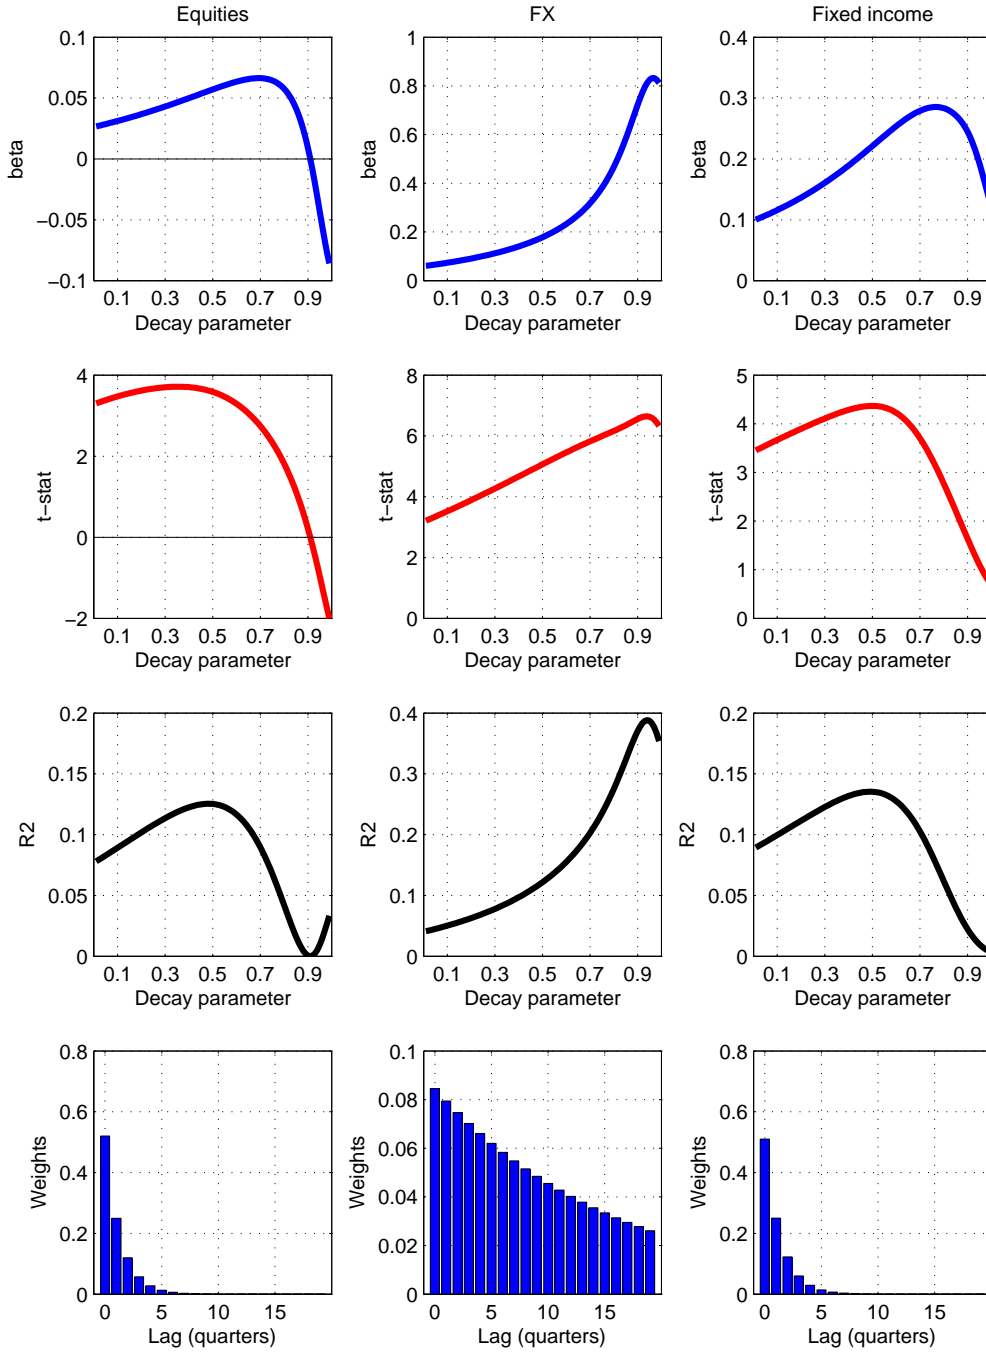 Equities
FX
Fixed income
0.1
0.05
0
−0.05
−0.1
beta
0.1 0.3 0.5 0.7 0.9
Decay parameter
1
0.8
0.6
0.4
0.2
0
beta
0.1 0.3 0.5 0.7 0.9
Decay parameter
0.4
0.3
0.2
0.1
0
beta
0.1 0.3 0.5 0.7 0.9
Decay parameter
4
2
0
−2
t−stat
0.1 0.3 0.5 0.7 0.9
Decay parameter
8
6
4
2
0
t−stat
0.1 0.3 0.5 0.7 0.9
Decay parameter
5
4
3
2
1
0
t−stat
0.1 0.3 0.5 0.7 0.9
Decay parameter
0.2
0.15
0.1
0.05
0
R2
0.1 0.3 0.5 0.7 0.9
Decay parameter
0.4
0.3
0.2
0.1
0
R2
0.1 0.3 0.5 0.7 0.9
Decay parameter
0.2
0.15
0.1
0.05
0
R2
0.1 0.3 0.5 0.7 0.9
Decay parameter
0.8
0.6
0.4
0.2
0
Weights
0 5 10 15
Lag (quarters)
0.1
0.08
0.06
0.04
0.02
0
Weights
0 5 10 15
Lag (quarters)
0.8
0.6
0.4
0.2
0
Weights
0 5 10 15
Lag (quarters)